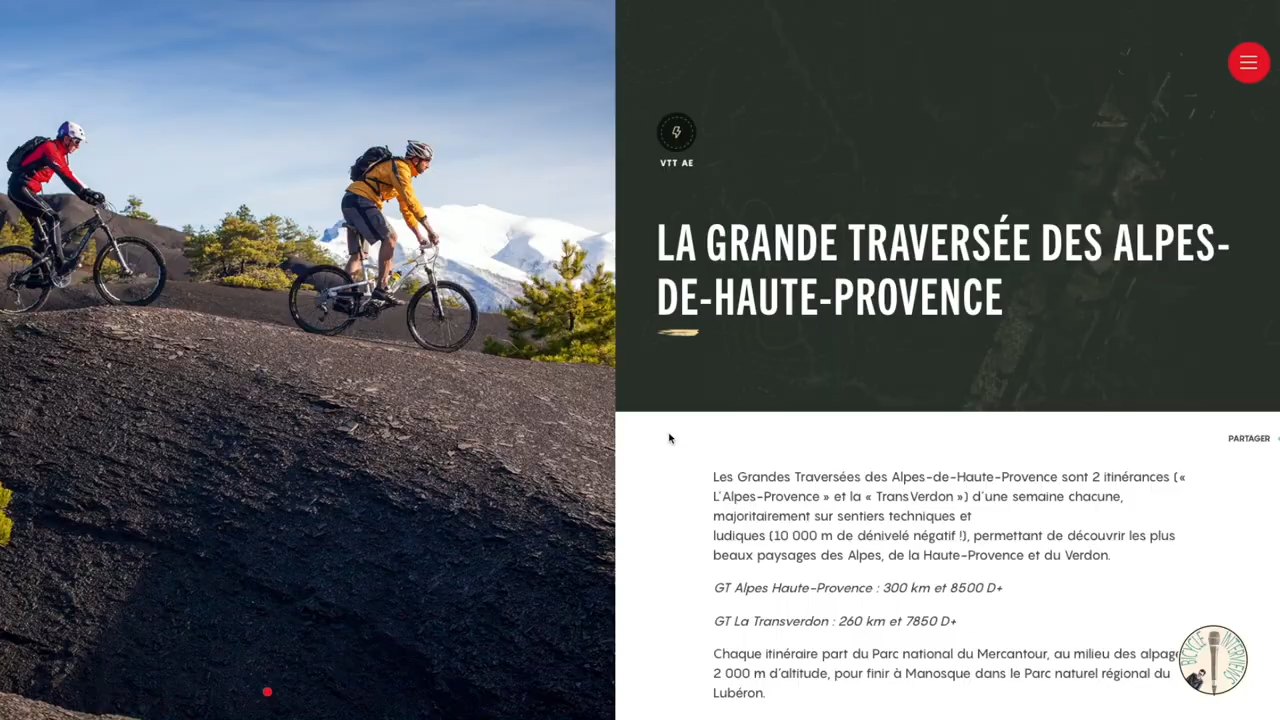 VTT AE
LA GRANDE TRAVERSÉE DES ALPES-
DE-HAUTE-PROVENCE
PARTAGER
Les Grandes Traversées des Alpes-de-Haute-Provence sont 2 itinérances («
L'Alpes-Provence » et la « TransVerdon ») d'une semaine chacune,
majoritairement sur sentiers techniques et
ludiques (10 000 m de dénivelé négatif !), permettant de découvrir les plus
beaux paysages des Alpes, de la Haute-Provence et du Verdon.
GT Alpes Haute-Provence : 300 km et 8500 D+
GT La Transverdon : 260 km et 7850 D+
Chaque itinéraire part du Parc national du Mercantour, au milieu des alpag
2 000 m d'altitude, pour finir à Manosque dans le Parc naturel régional du
Lubéron.
BICYCLE INTERVIEWS